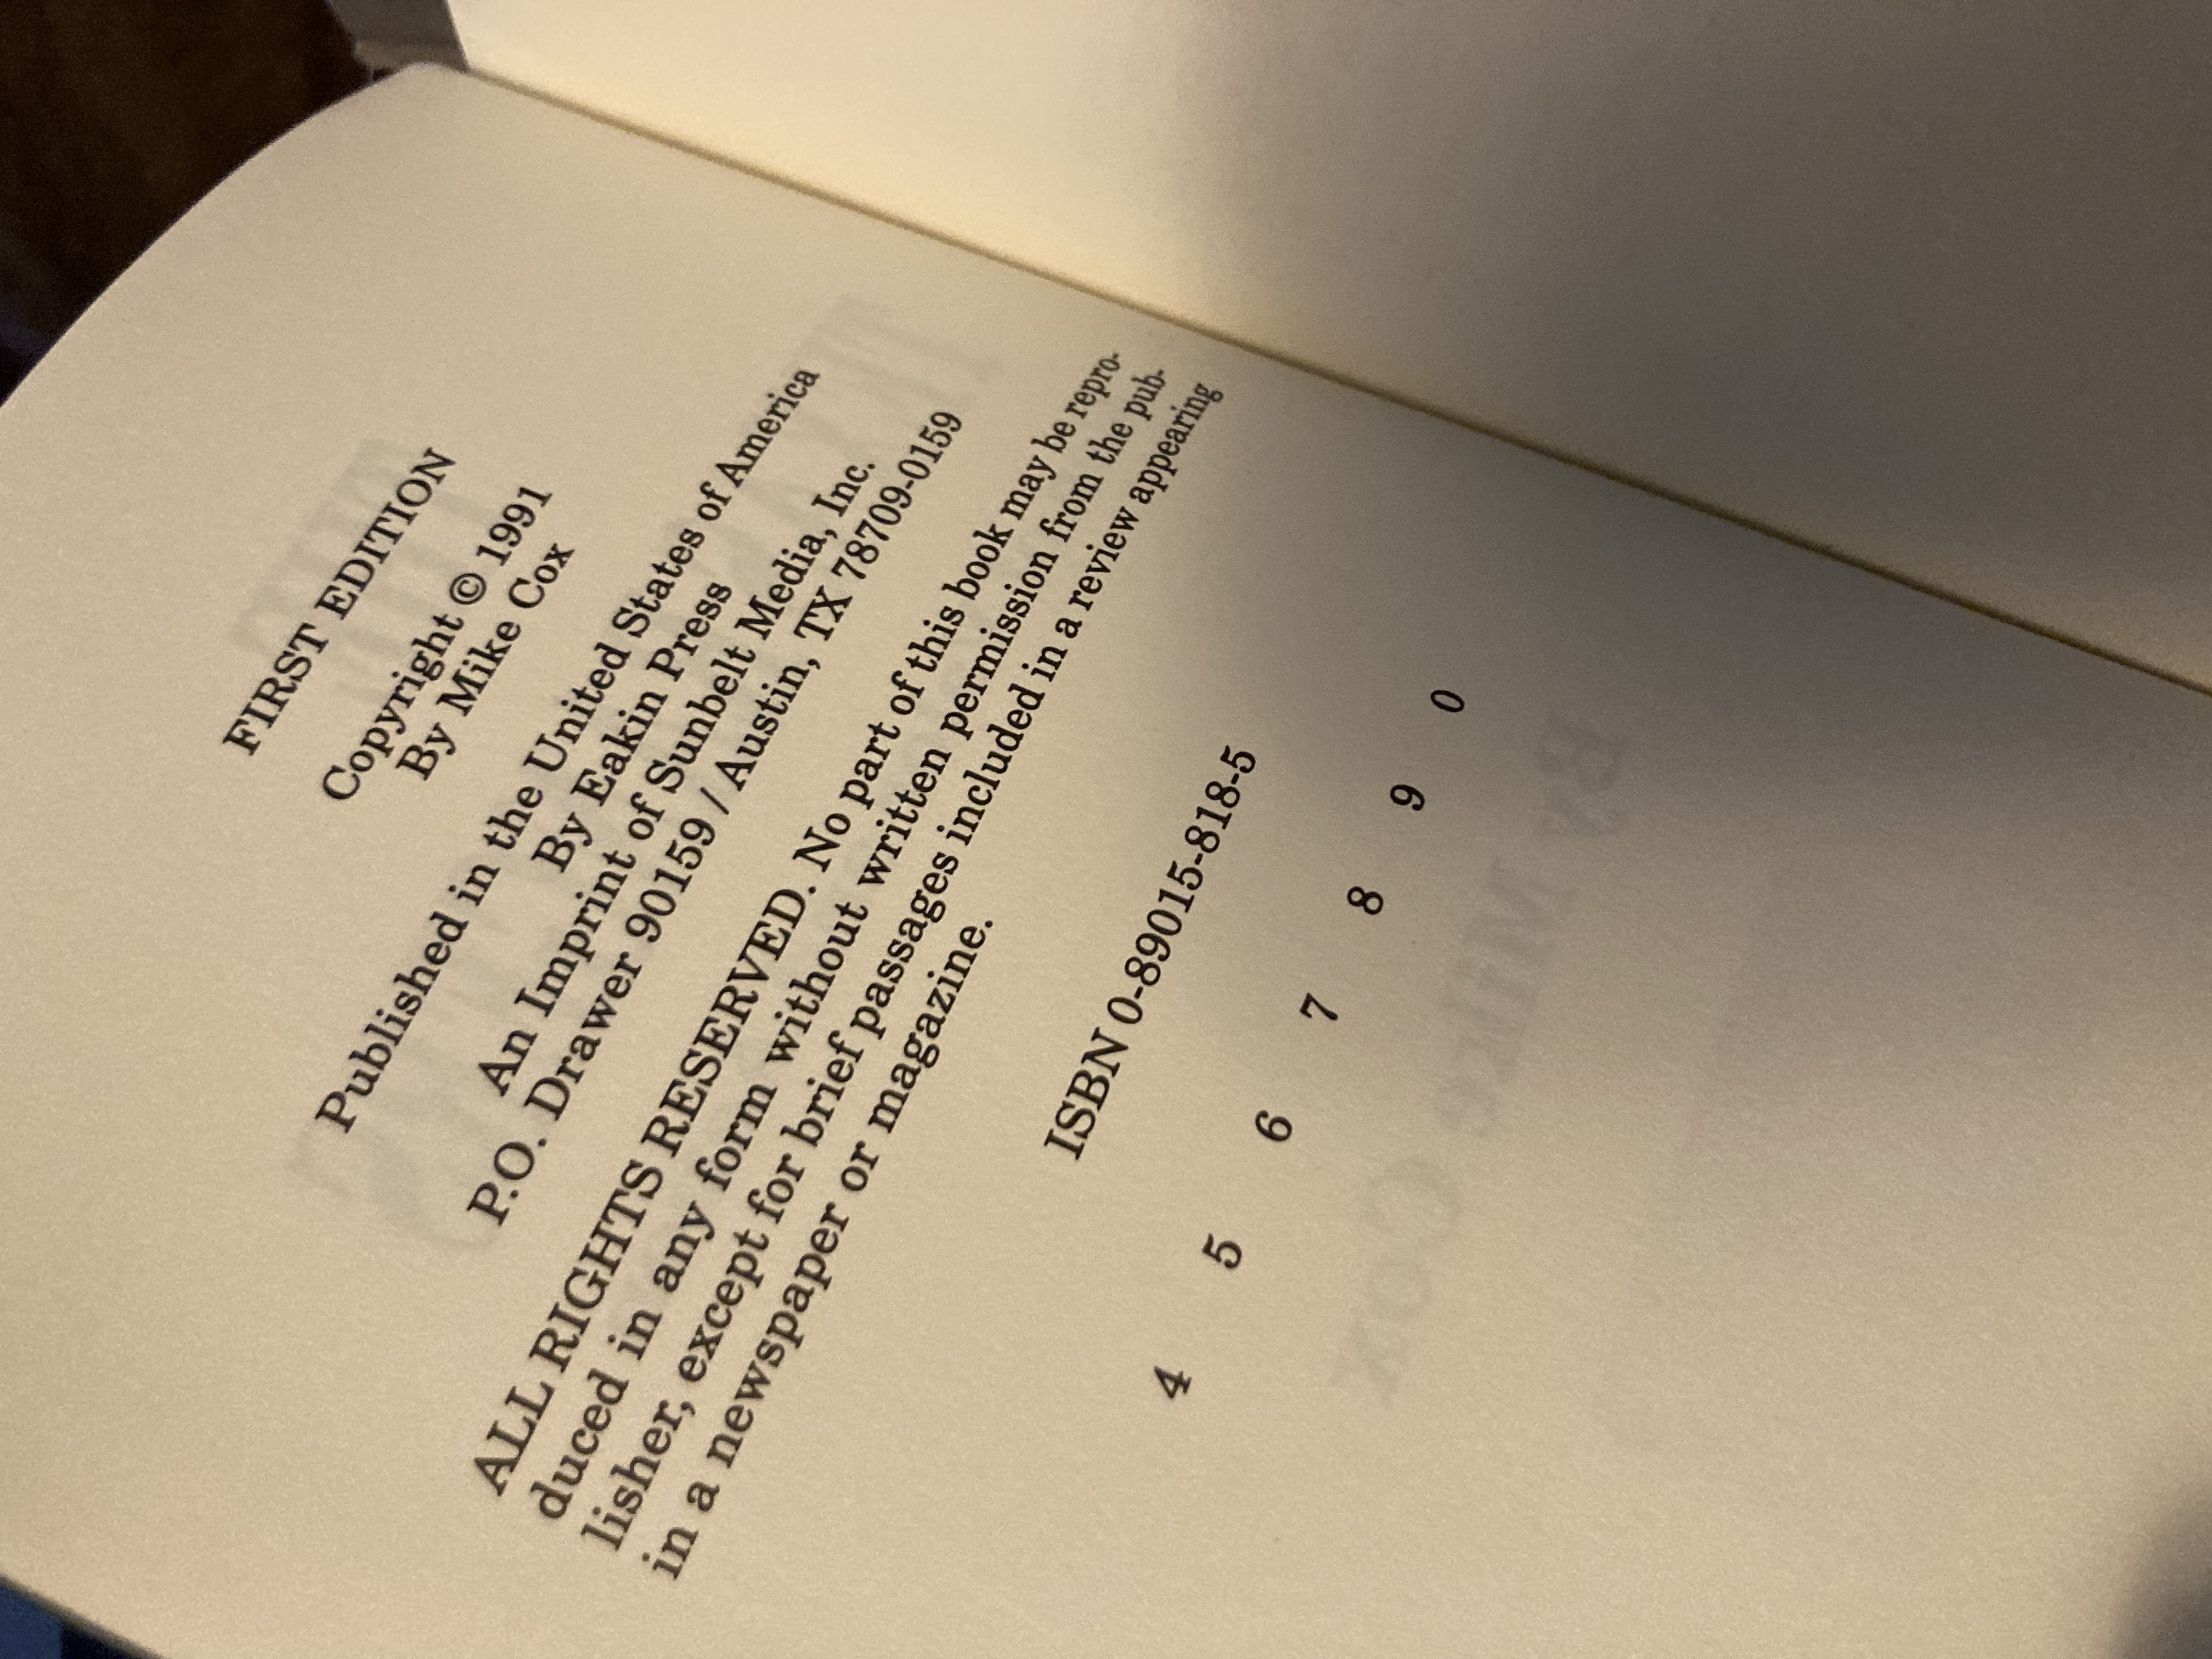 FIRST EDITION
Copyright © 1991
By Mike Cox
Published in the United States of America
By Eakin Press
An Imprint of Sunbelt Media, Inc.
P.O. Drawer 90159 / Austin, TX 78709-0159
ALL RIGHTS RESERVED. No part of this book may be repro-
duced in any form without written permission from the pub-
lisher, except for brief passages included in a review appearing
in a newspaper or magazine.
ISBN 0-89015-818-5
4 5 6 7 8 9 0